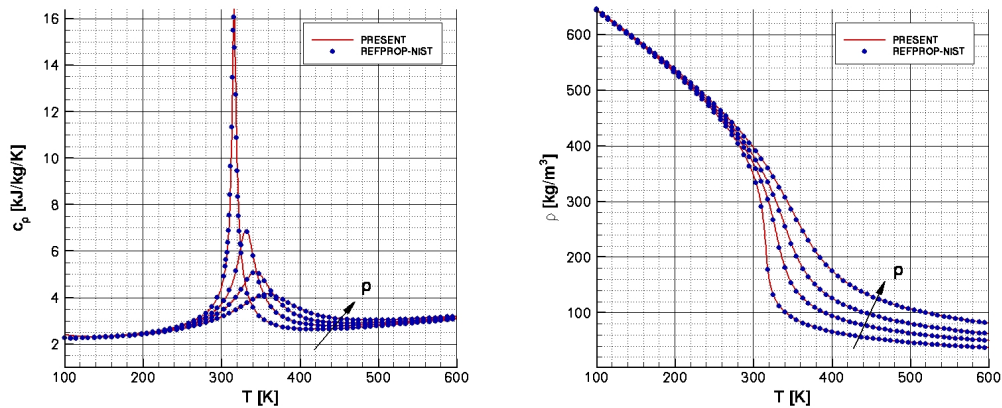 16
14
12
10
8
6
4
2
c_p [kJ/kg/K]
PRESENT
REFPROP-NIST
p
100 200 300 400 500 600
T [K]
600
500
400
300
200
100
ρ [kg/m³]
PRESENT
REFPROP-NIST
p
100 200 300 400 500 600
T [K]